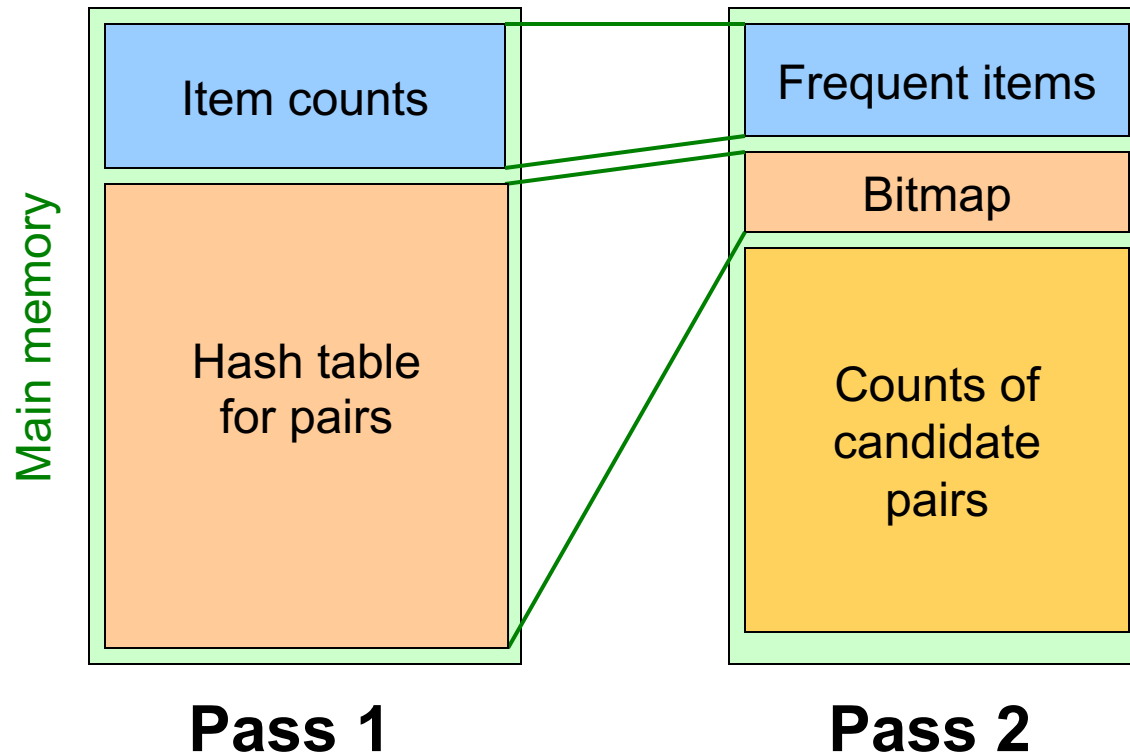 Main memory
Item counts
Hash table
for pairs
Pass 1
Frequent items
Bitmap
Counts of
candidate
pairs
Pass 2